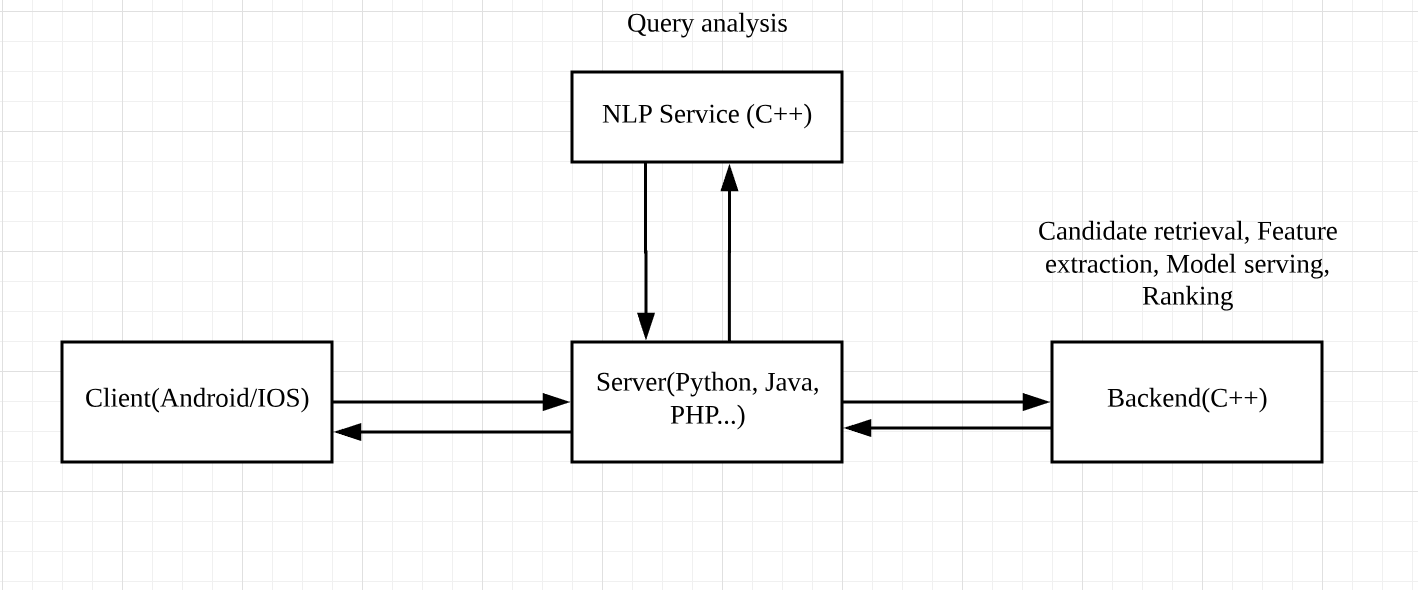 Query analysis
NLP Service (C++)
Candidate retrieval, Feature
extraction, Model serving,
Ranking
Client(Android/IOS)
Server(Python, Java,
PHP...)
Backend(C++)